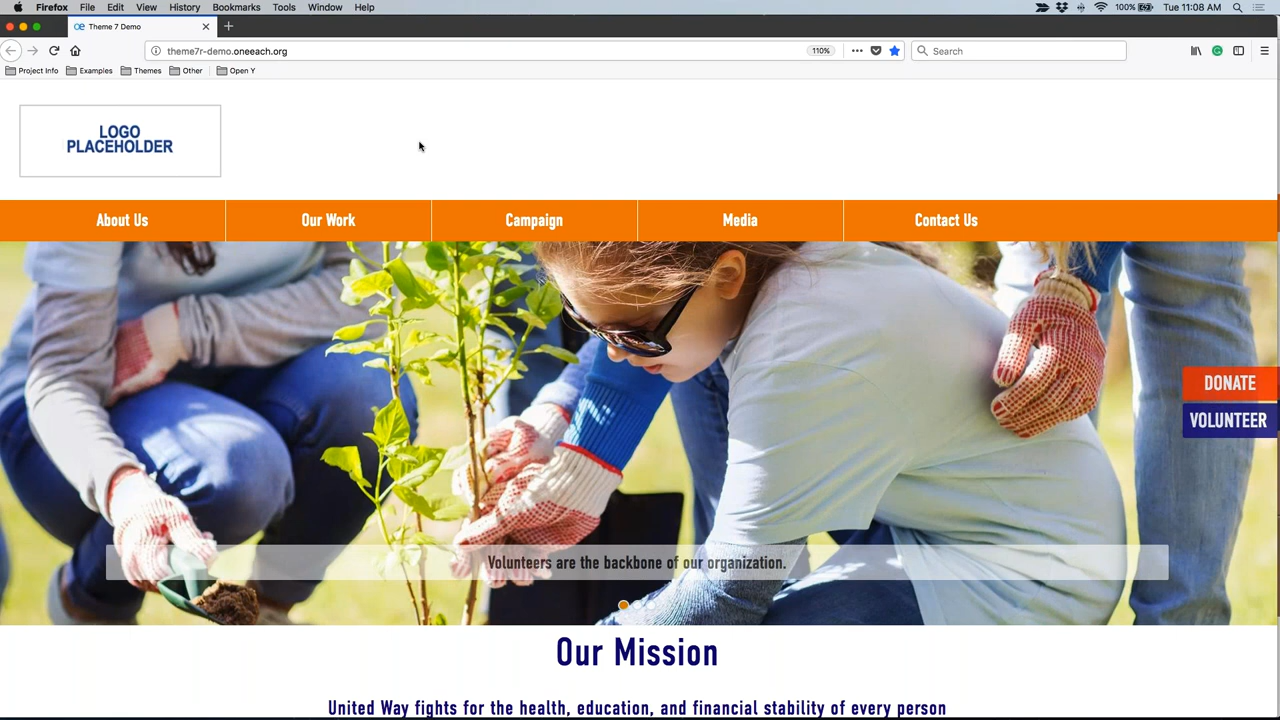 Firefox File Edit View History Bookmarks Tools Window Help 100% Tue 11:08 AM
Theme 7 Demo
theme7r-demo.oneeach.org 110% Search
Project Info Examples Themes Other Open Y
LOGO
PLACEHOLDER
About Us Our Work Campaign Media Contact Us
DONATE
VOLUNTEER
Volunteers are the backbone of our organization.
Our Mission
United Way fights for the health, education, and financial stability of every person